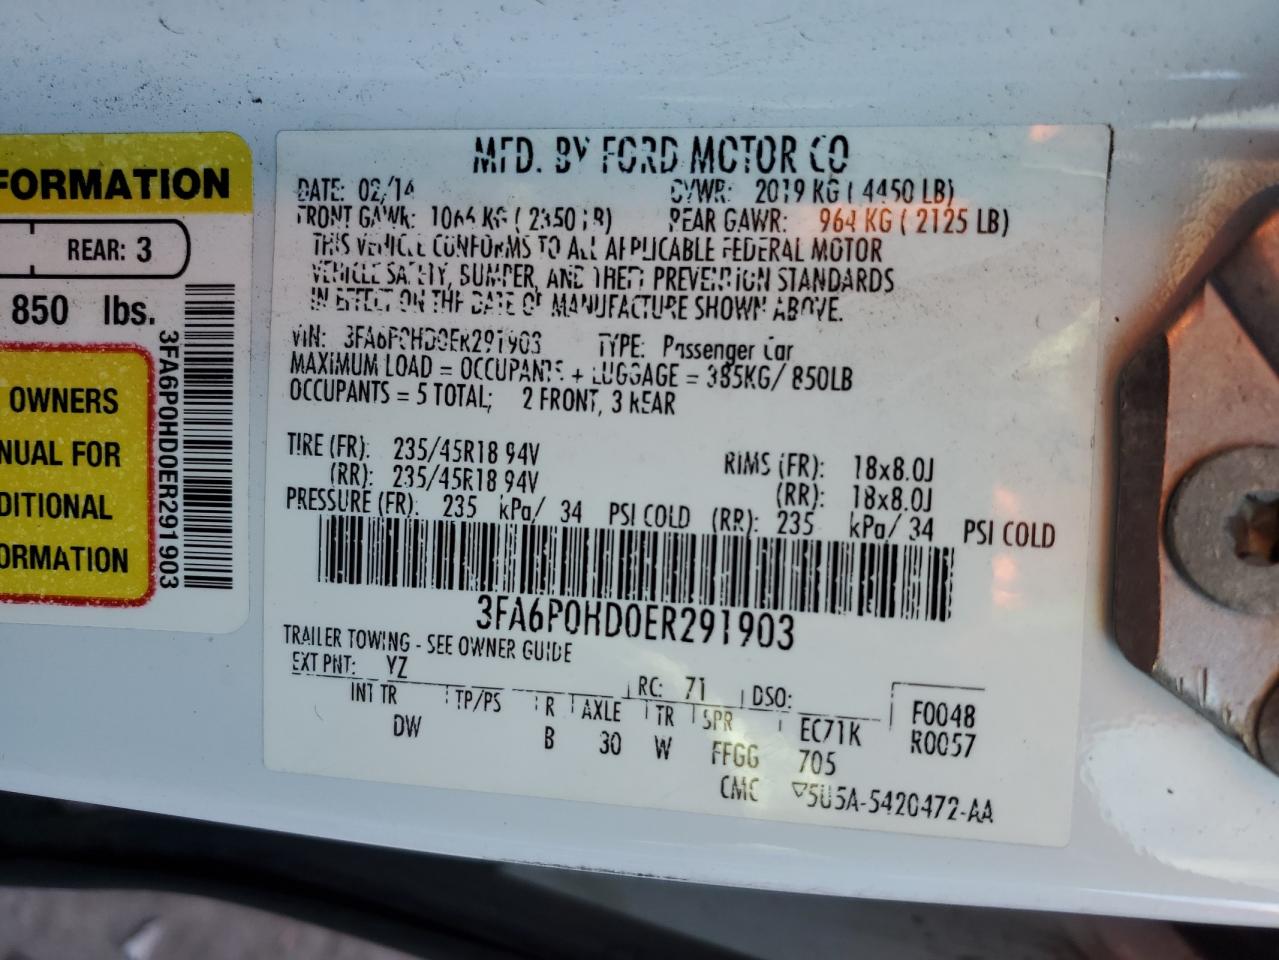 FORMATION
REAR: 3
850 lbs.
3FA6P0HD0ER291903
OWNERS
NUAL FOR
DITIONAL
ORMATION
MFD. BY FORD MOTOR CO
DATE: 02/14 GVWR: 2019 KG ( 4450 LB)
FRONT GAWR: 1066 KG ( 2350 LB) REAR GAWR: 964 KG ( 2125 LB)
THIS VEHICLE CONFORMS TO ALL APPLICABLE FEDERAL MOTOR
VEHICLE SAFETY, BUMPER, AND THEFT PREVENTION STANDARDS
IN EFFECT ON THE DATE OF MANUFACTURE SHOWN ABOVE.
VIN: 3FA6P0HD0ER291903 TYPE: Passenger Car
MAXIMUM LOAD = OCCUPANTS + LUGGAGE = 385KG/ 850LB
OCCUPANTS = 5 TOTAL; 2 FRONT, 3 REAR
TIRE (FR): 235/45R18 94V RIMS (FR): 18x8.0J
(RR): 235/45R18 94V (RR): 18x8.0J
PRESSURE (FR): 235 kPa/ 34 PSI COLD (RR): 235 kPa/ 34 PSI COLD
3FA6P0HD0ER291903
TRAILER TOWING - SEE OWNER GUIDE
EXT PNT: YZ RC: 71 DSO: F0048
INT TR TP/PS R AXLE TR SPR EC71K R0057
DW B 30 W FFGG 705
CMC ▽5U5A-5420472-AA